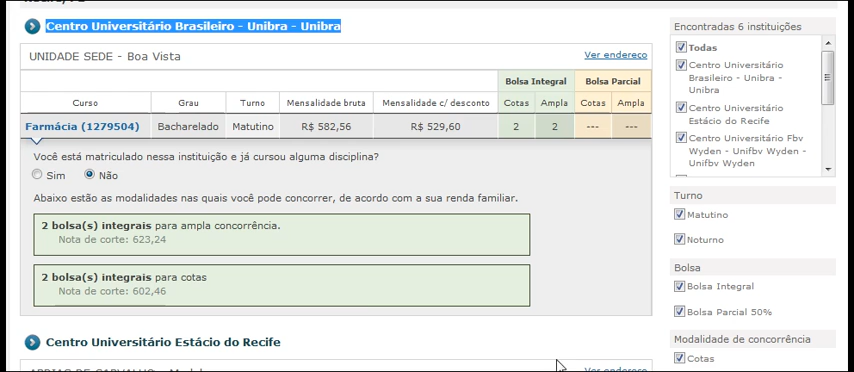 Centro Universitário Brasileiro - Unibra - Unibra
UNIDADE SEDE - Boa Vista
Ver endereço
Bolsa Integral Bolsa Parcial
Curso Grau Turno Mensalidade bruta Mensalidade c/ desconto Cotas Ampla Cotas Ampla
Farmácia (1279504) Bacharelado Matutino R$ 582,56 R$ 529,60 2 2 --- ---
Você está matriculado nessa instituição e já cursou alguma disciplina?
Sim Não
Abaixo estão as modalidades nas quais você pode concorrer, de acordo com a sua renda familiar.
2 bolsa(s) integrais para ampla concorrência.
Nota de corte: 623,24
2 bolsa(s) integrais para cotas
Nota de corte: 602,46
Centro Universitário Estácio do Recife
Ver endereço
Encontradas 6 instituições
Todas
Centro Universitário
Brasileiro - Unibra -
Unibra
Centro Universitário
Estácio do Recife
Centro Universitário Fbv
Wyden - Unifbv Wyden -
Unifbv Wyden
Turno
Matutino
Noturno
Bolsa
Bolsa Integral
Bolsa Parcial 50%
Modalidade de concorrência
Cotas